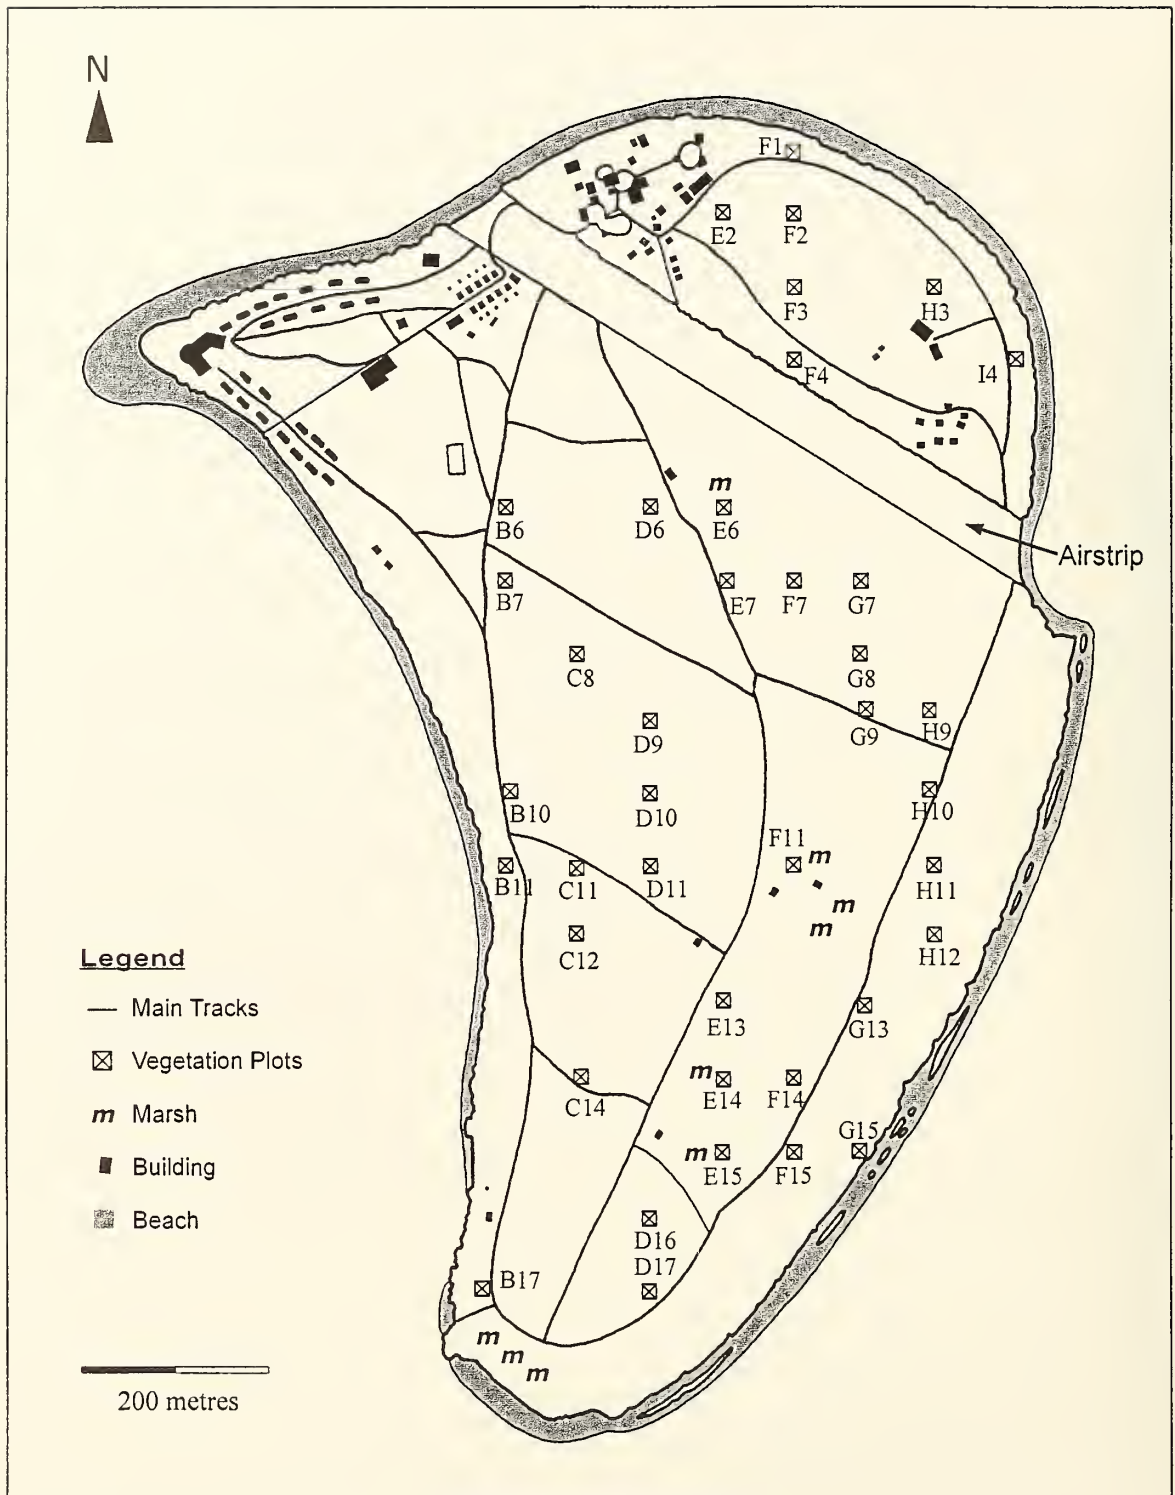 N
F1
E2 F2
F3 H3
F4 I4
m
B6 D6 E6
Airstrip
B7 E7 F7 G7
C8 G8
D9 G9 H9
B10 D10 H10
F11 m
B11 C11 D11 H11
m
m
C12 H12
Legend
Main Tracks
Vegetation Plots
m Marsh
Building
Beach
E13 G13
m
C14 E14 F14
G15
m
E15 F15
D16
D17
B17
m
m
m
200 metres